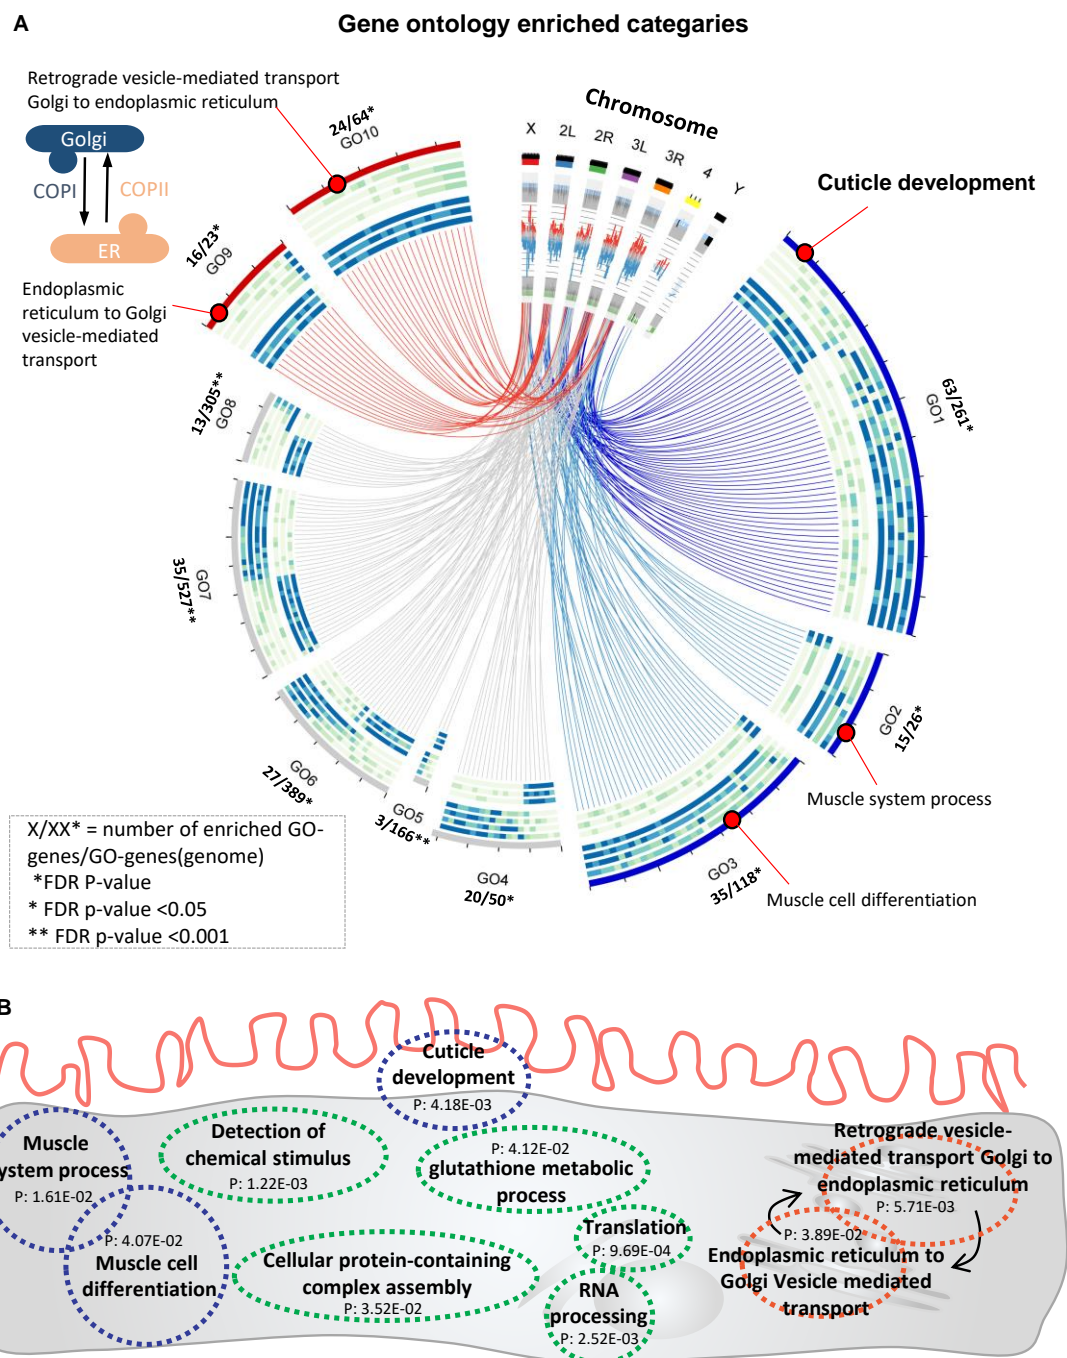 A
Gene ontology enriched categaries
Retrograde vesicle-mediated transport
Golgi to endoplasmic reticulum
Golgi
COPI
COPII
ER
Endoplasmic
reticulum to Golgi
vesicle-mediated
transport
Chromosome
X
2L
2R
3L
3R
4
Y
Cuticle development
24/64*
GO10
16/23*
GO9
13/305**
GO8
35/527**
GO7
27/389*
GO6
3/166**
GO5
GO4
20/50*
GO3
35/118*
GO2
15/26*
63/261*
GO1
Muscle system process
Muscle cell differentiation
X/XX* = number of enriched GO-
genes/GO-genes(genome)
*FDR P-value
* FDR p-value <0.05
** FDR p-value <0.001
B
Cuticle
development
P: 4.18E-03
Muscle
ystem process
P: 1.61E-02
Detection of
chemical stimulus
P: 1.22E-03
P: 4.12E-02
glutathione metabolic
process
Retrograde vesicle-
mediated transport Golgi to
endoplasmic reticulum
P: 5.71E-03
P: 4.07E-02
Muscle cell
differentiation
Cellular protein-containing
complex assembly
P: 3.52E-02
Translation
P: 9.69E-04
RNA
processing
P: 2.52E-03
P: 3.89E-02
Endoplasmic reticulum to
Golgi Vesicle mediated
transport